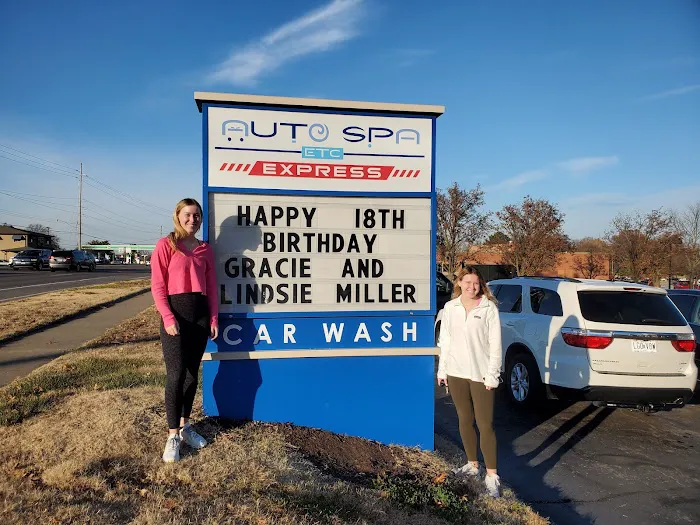 AUTO SPA
ETC
EXPRESS
HAPPY 18TH
BIRTHDAY
GRACIE AND
LINDSIE MILLER
CAR WASH